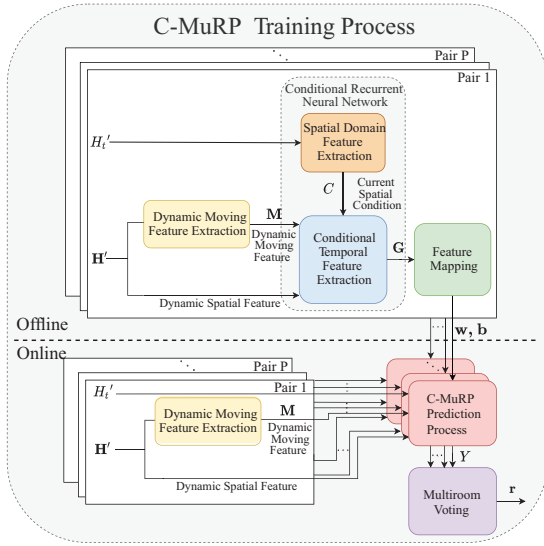 C-MuRP Training Process
Pair P
Pair 1
Conditional Recurrent
Neural Network
Spatial Domain
Feature
Extraction
H_t′
C
Current
Spatial
Condition
Dynamic Moving
Feature Extraction
M
Dynamic
Moving
Feature
Conditional
Temporal
Feature
Extraction
G
Feature
Mapping
H′
Dynamic Spatial Feature
Offline
w, b
Online
Pair P
Pair 1
H_t′
Dynamic Moving
Feature Extraction
M
Dynamic
Moving
Feature
H′
Dynamic Spatial Feature
C-MuRP
Prediction
Process
Y
Multiroom
Voting
r